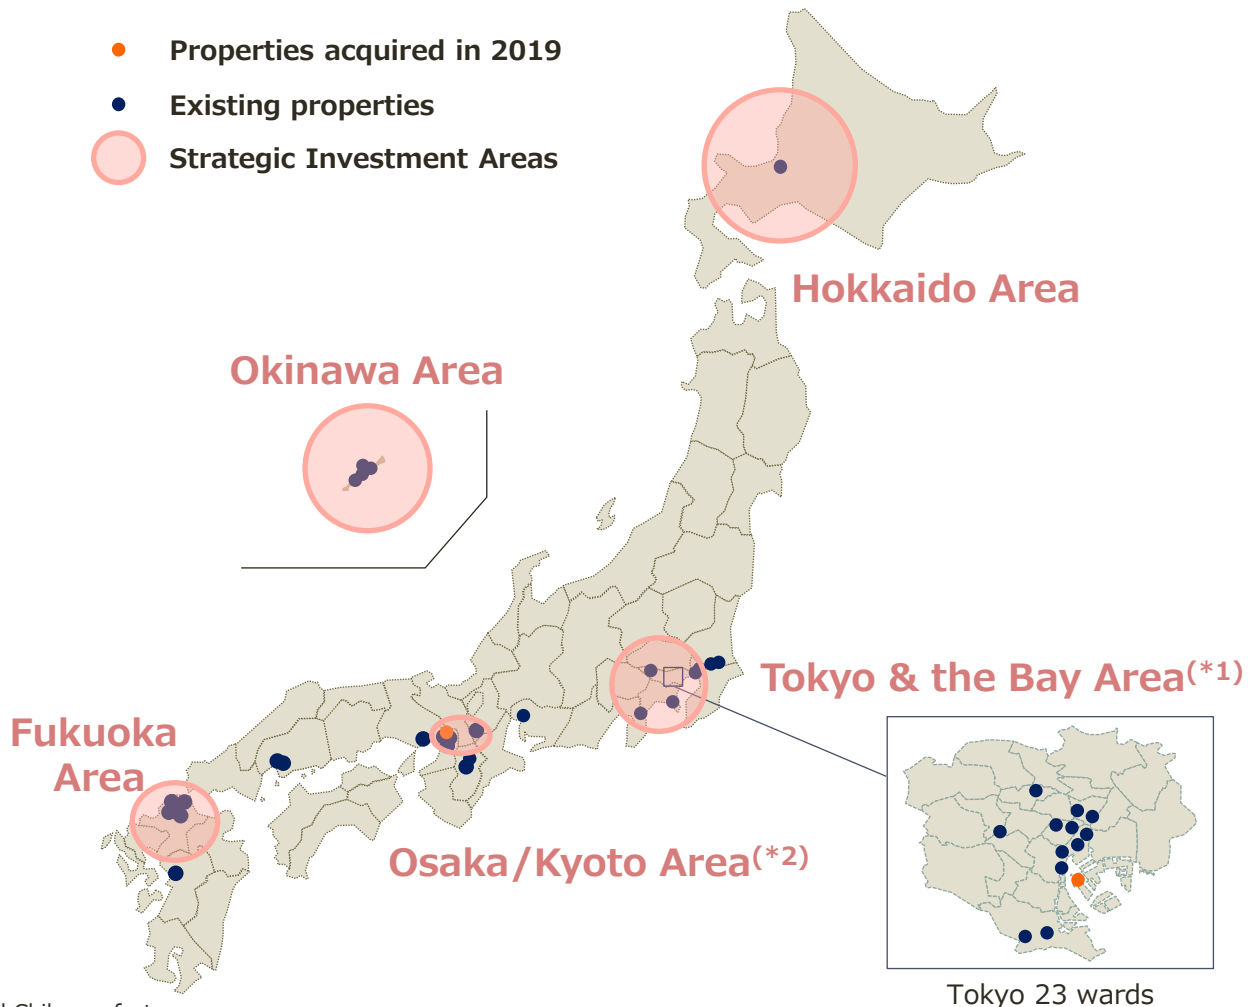 Properties acquired in 2019
Existing properties
Strategic Investment Areas
Hokkaido Area
Okinawa Area
Tokyo & the Bay Area(*1)
Fukuoka
Area
Osaka/Kyoto Area(*2)
Tokyo 23 wards